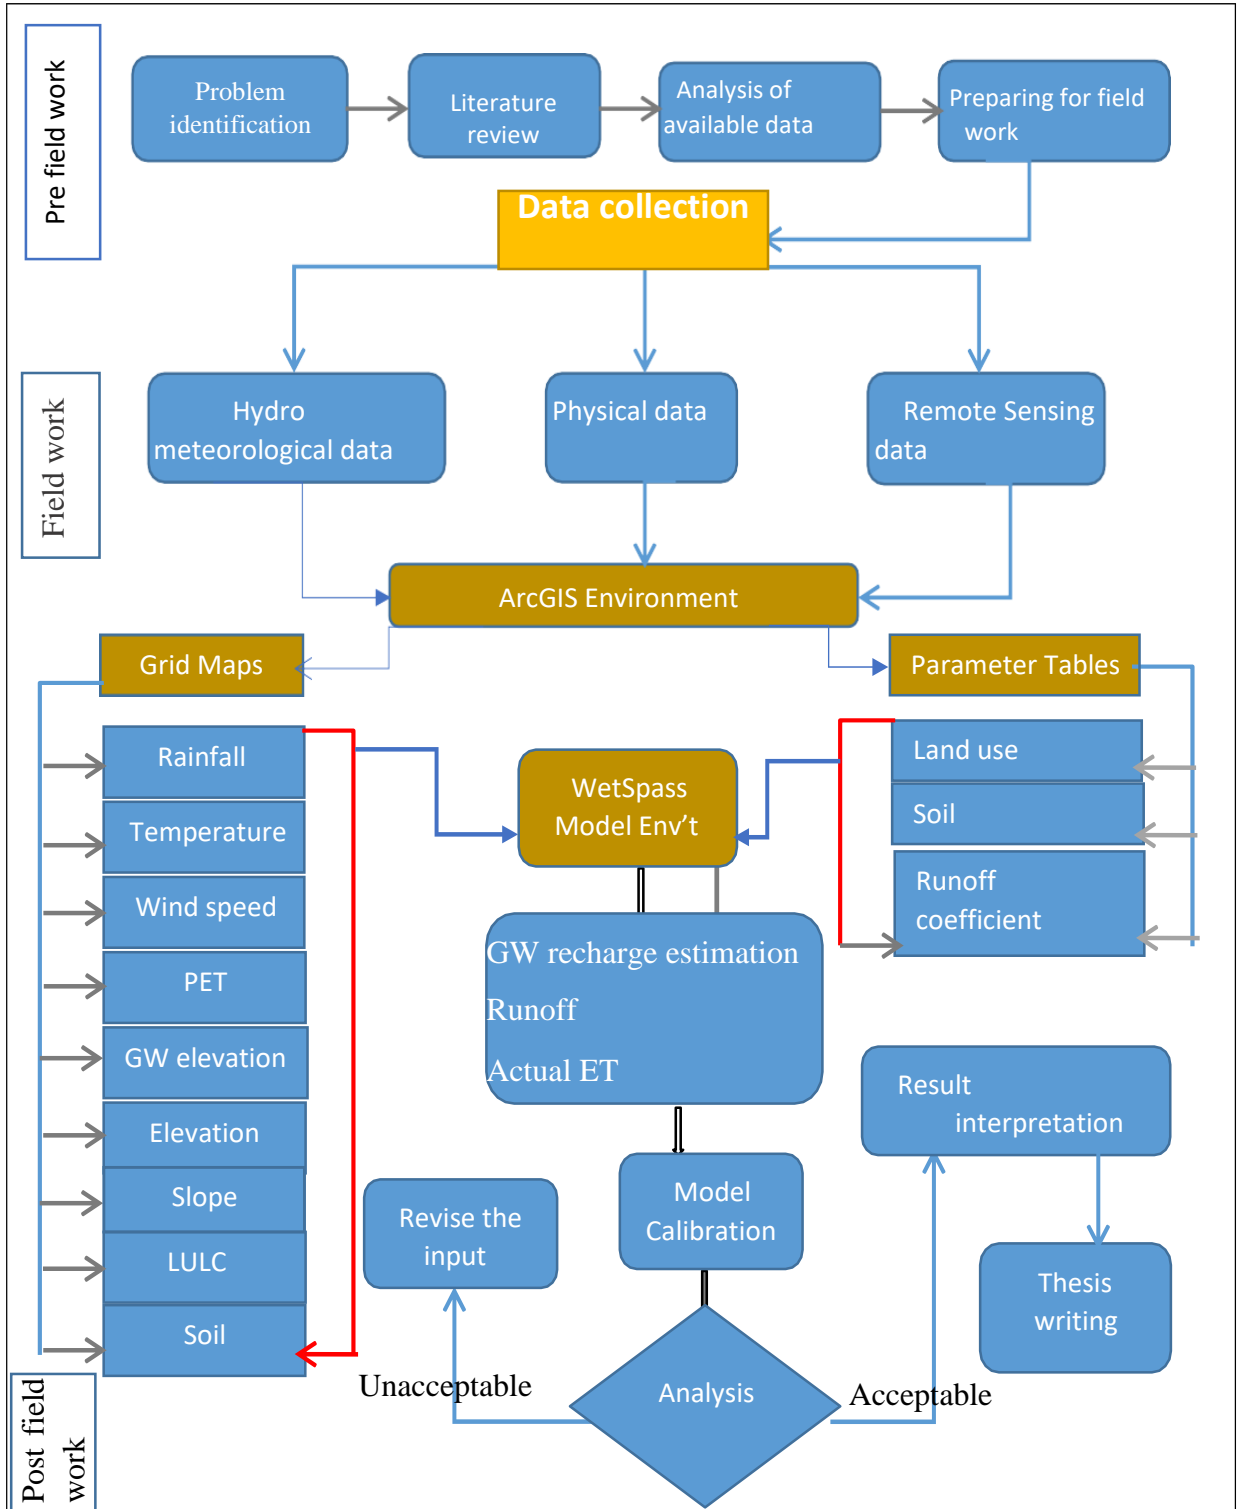 Pre field work
Problem
identification
Literature
review
Analysis of
available data
Preparing for field
work
Data collection
Field work
Hydro
meteorological data
Physical data
Remote Sensing
data
ArcGIS Environment
Grid Maps
Parameter Tables
Rainfall
Temperature
Wind speed
PET
GW elevation
Elevation
Slope
LULC
Soil
WetSpass
Model Env’t
Land use
Soil
Runoff
coefficient
GW recharge estimation
Runoff
Actual ET
Model
Calibration
Revise the
input
Result
interpretation
Thesis
writing
Unacceptable
Analysis
Acceptable
Post field
work